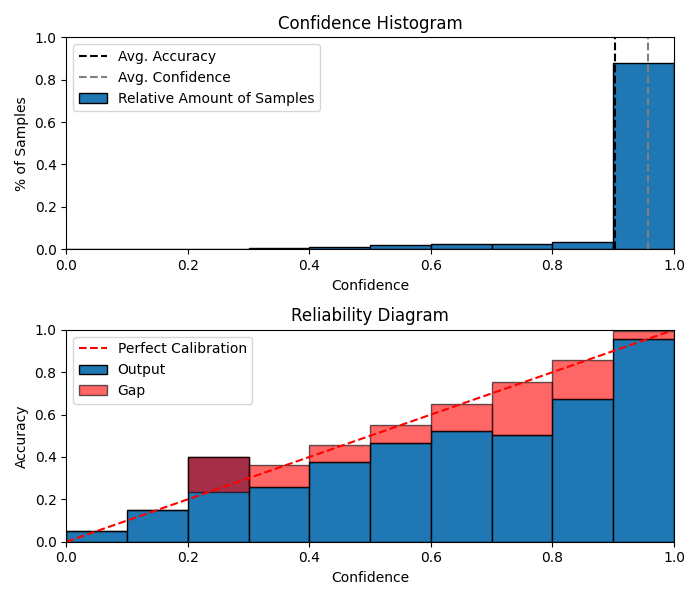 Confidence Histogram
1.0
0.8
0.6
0.4
0.2
0.0
% of Samples
Avg. Accuracy
Avg. Confidence
Relative Amount of Samples
0.0 0.2 0.4 0.6 0.8 1.0
Confidence
Reliability Diagram
1.0
0.8
0.6
0.4
0.2
0.0
Accuracy
Perfect Calibration
Output
Gap
0.0 0.2 0.4 0.6 0.8 1.0
Confidence